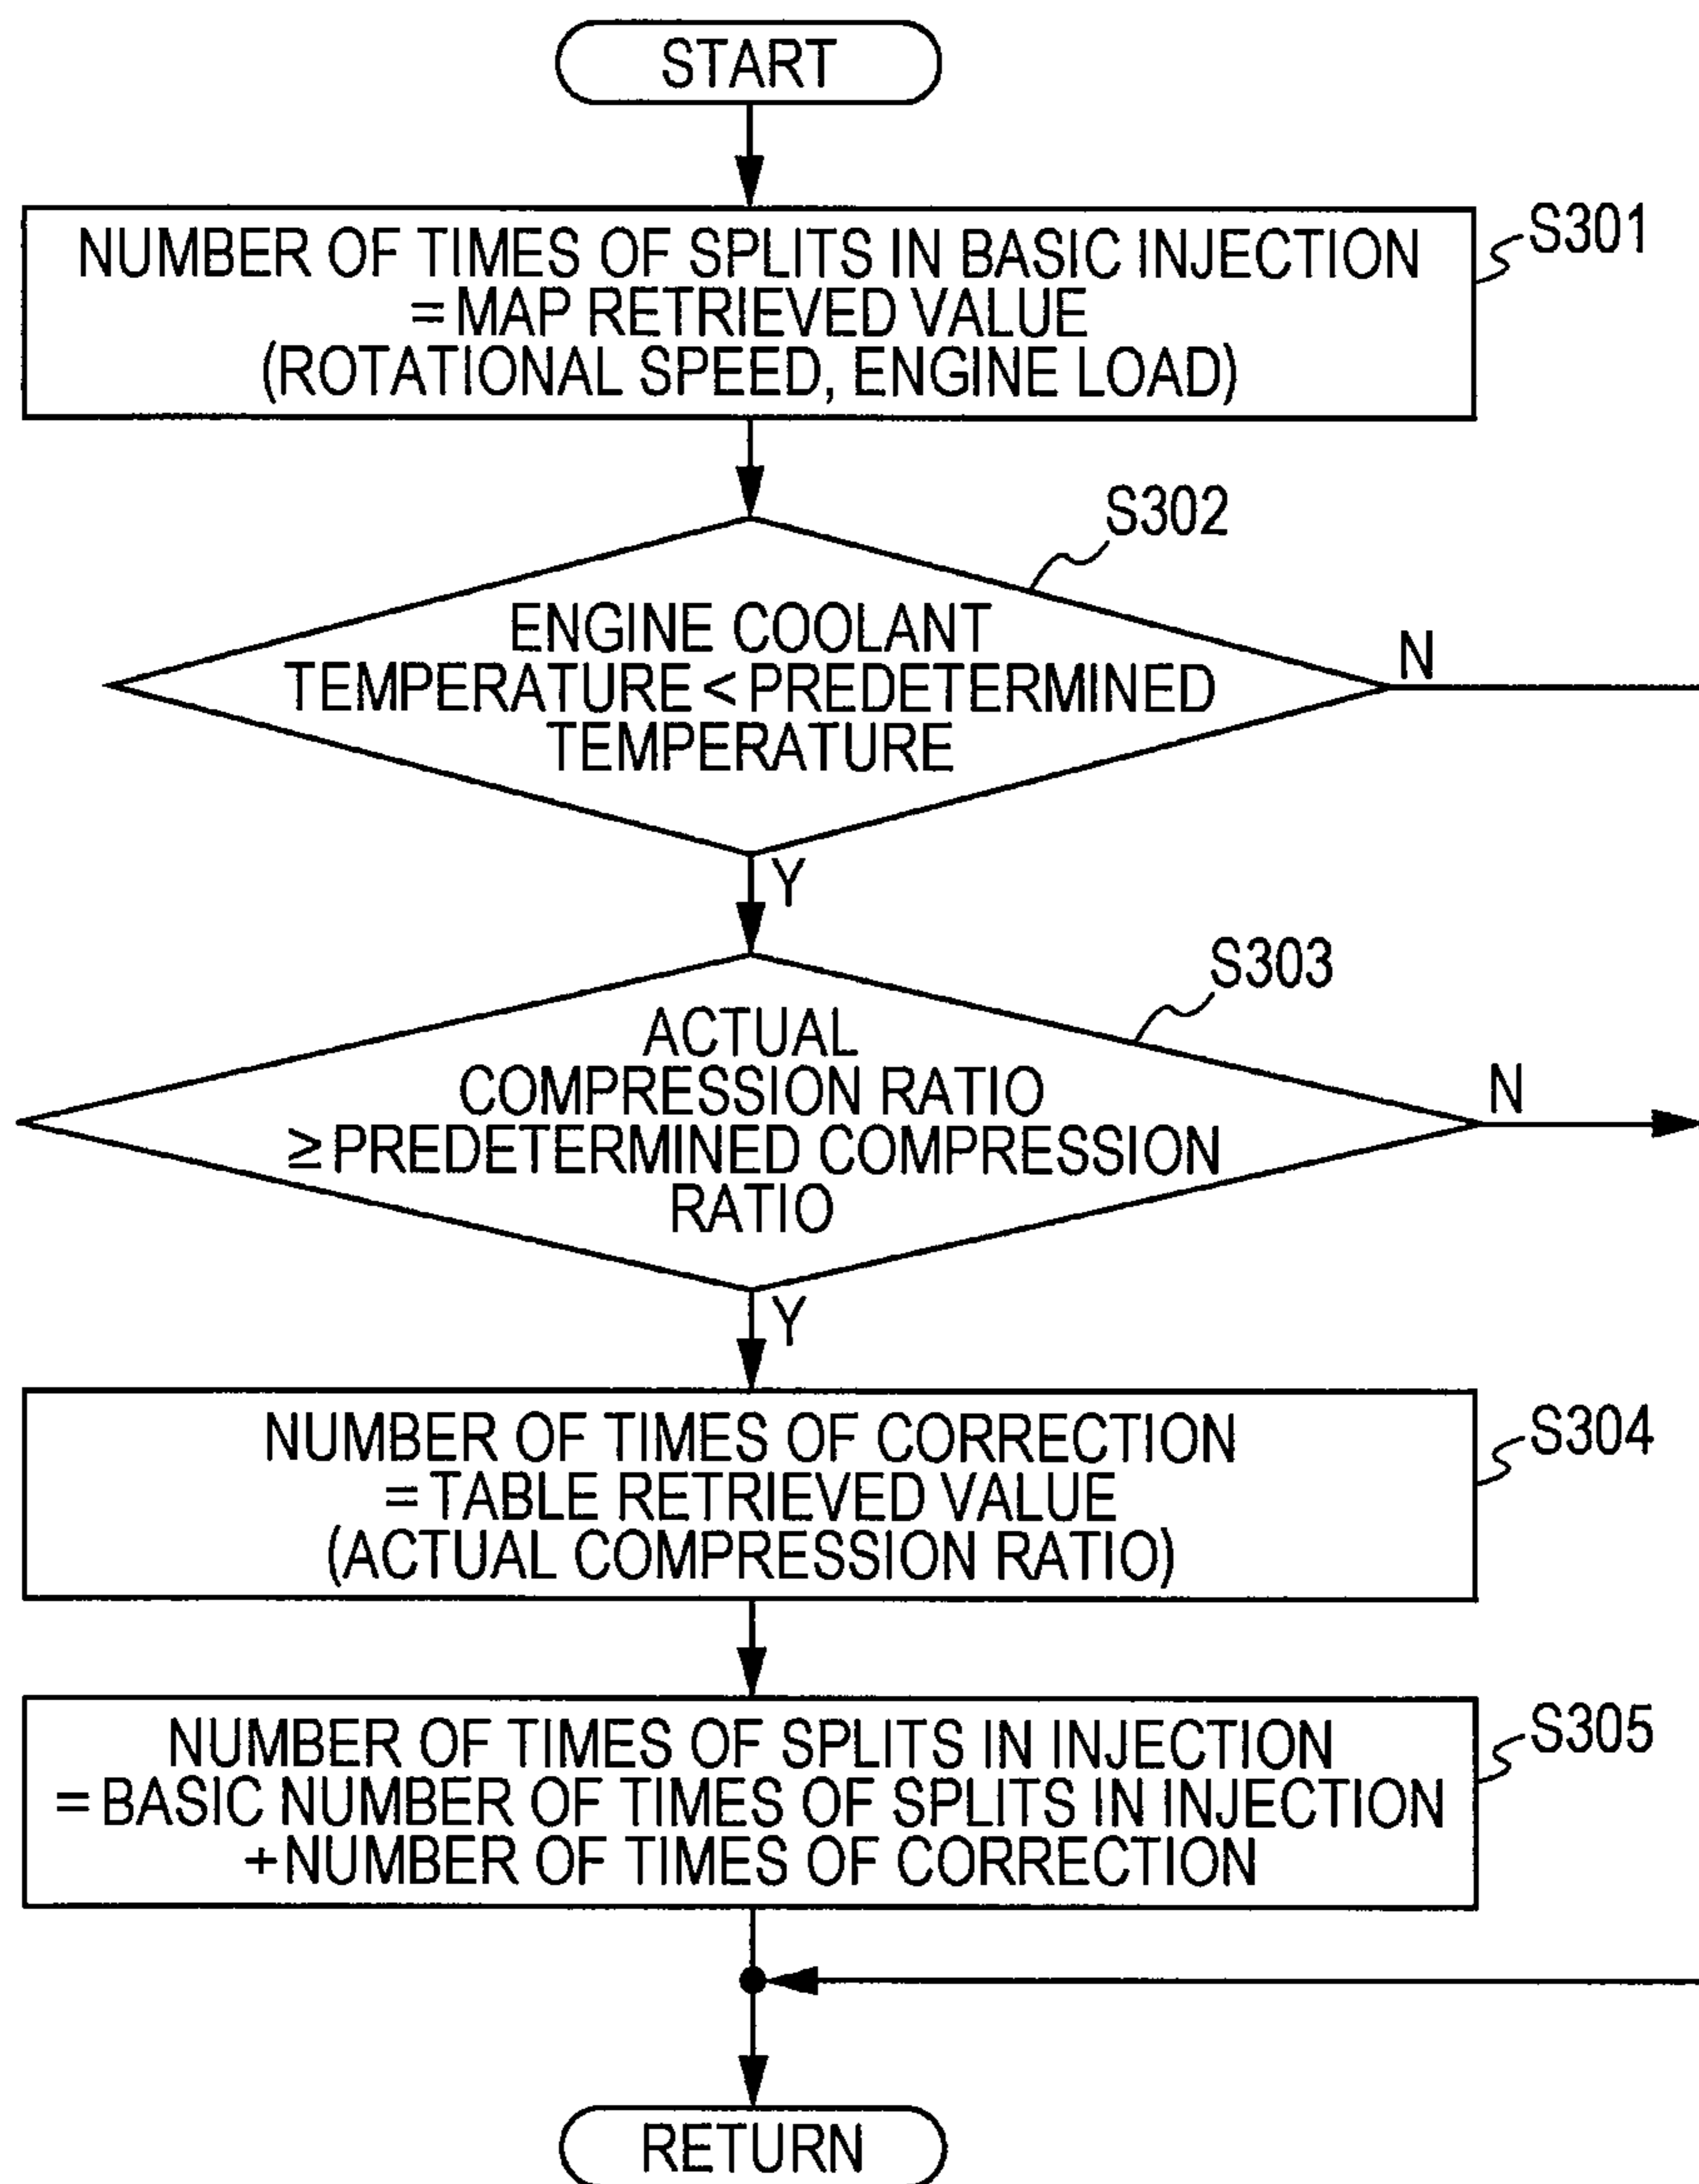 START
NUMBER OF TIMES OF SPLITS IN BASIC INJECTION
= MAP RETRIEVED VALUE
(ROTATIONAL SPEED, ENGINE LOAD)
S301
S302
ENGINE COOLANT
TEMPERATURE < PREDETERMINED
TEMPERATURE
N
Y
S303
ACTUAL
COMPRESSION RATIO
≥ PREDETERMINED COMPRESSION
RATIO
N
Y
NUMBER OF TIMES OF CORRECTION
= TABLE RETRIEVED VALUE
(ACTUAL COMPRESSION RATIO)
S304
NUMBER OF TIMES OF SPLITS IN INJECTION
= BASIC NUMBER OF TIMES OF SPLITS IN INJECTION
+ NUMBER OF TIMES OF CORRECTION
S305
RETURN